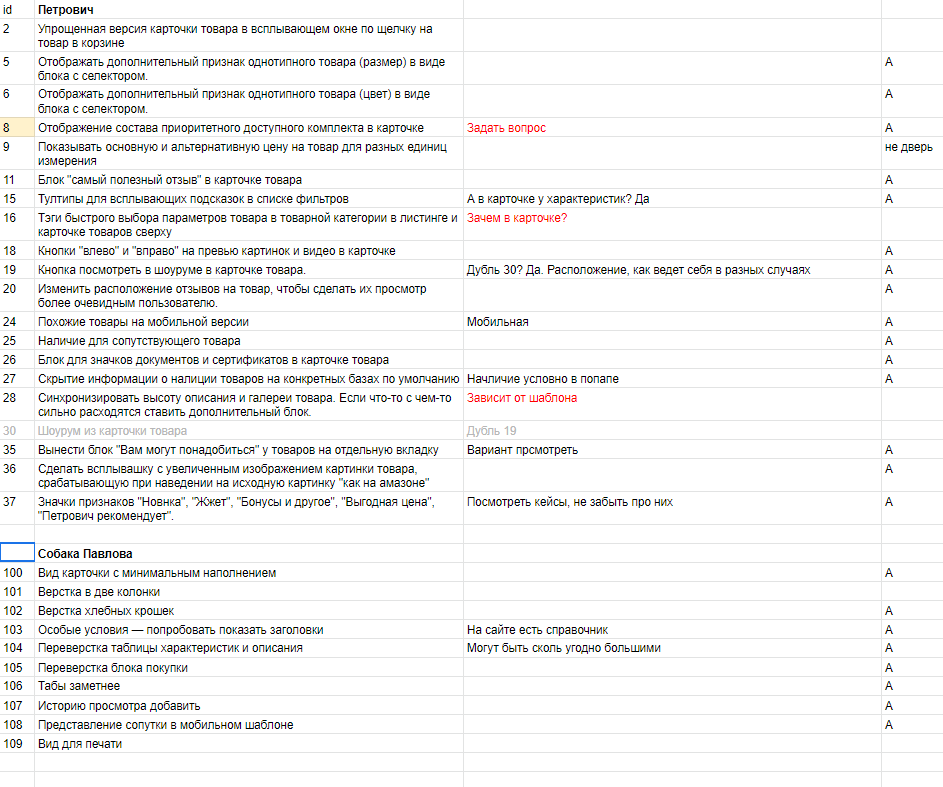 id Петрович
2 Упрощенная версия карточки товара в всплывающем окне по щелчку на
товар в корзине
5 Отображать дополнительный признак однотипного товара (размер) в виде А
блока с селектором.
6 Отображать дополнительный признак однотипного товара (цвет) в виде А
блока с селектором.
8 Отображение состава приоритетного доступного комплекта в карточке Задать вопрос А
9 Показывать основную и альтернативную цену на товар для разных единиц не дверь
измерения
11 Блок "самый полезный отзыв" в карточке товара А
15 Тултипы для всплывающих подсказок в списке фильтров А в карточке у характеристик? Да А
16 Тэги быстрого выбора параметров товара в товарной категории в листинге и Зачем в карточке?
карточке товаров сверху
18 Кнопки "влево" и "вправо" на превью картинок и видео в карточке А
19 Кнопка посмотреть в шоуруме в карточке товара. Дубль 30? Да. Расположение, как ведет себя в разных случаях А
20 Изменить расположение отзывов на товар, чтобы сделать их просмотр А
более очевидным пользователю.
24 Похожие товары на мобильной версии Мобильная А
25 Наличие для сопутствующего товара А
26 Блок для значков документов и сертификатов в карточке товара А
27 Скрытие информации о налиции товаров на конкретных базах по умолчанию Начличие условно в попапе А
28 Синхронизировать высоту описания и галереи товара. Если что-то с чем-то Зависит от шаблона
сильно расходятся ставить дополнительный блок.
30 Шоурум из карточки товара Дубль 19
35 Вынести блок "Вам могут понадобиться" у товаров на отдельную вкладку Вариант прсмотреть А
36 Сделать всплывашку с увеличенным изображением картинки товара, А
срабатывающую при наведении на исходную картинку "как на амазоне"
37 Значки признаков "Новнка", "Жжет", "Бонусы и другое", "Выгодная цена", Посмотреть кейсы, не забыть про них А
"Петрович рекомендует".
Собака Павлова
100 Вид карточки с минимальным наполнением А
101 Верстка в две колонки
102 Верстка хлебных крошек А
103 Особые условия — попробовать показать заголовки На сайте есть справочник А
104 Переверстка таблицы характеристик и описания Могут быть сколь угодно большими А
105 Переверстка блока покупки А
106 Табы заметнее А
107 Историю просмотра добавить А
108 Представление сопутки в мобильном шаблоне А
109 Вид для печати